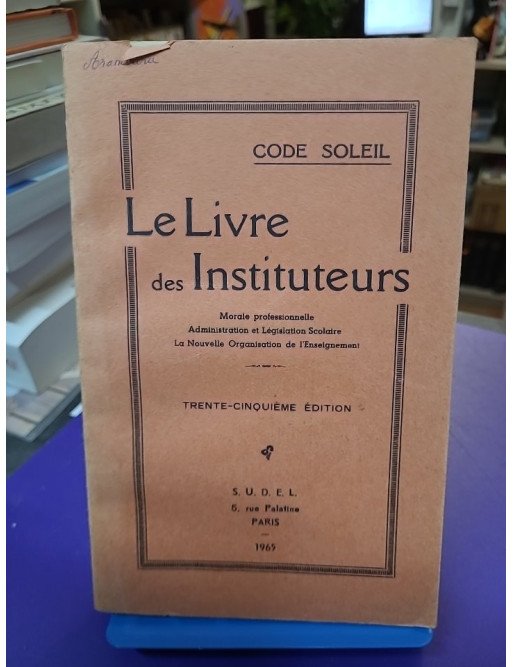 CODE SOLEIL
Le Livre
des Instituteurs
Morale professionnelle
Administration et Législation Scolaire
La Nouvelle Organisation de l'Enseignement
TRENTE-CINQUIÈME ÉDITION
S. U. D. E. L.
5, rue Palatine
PARIS
1965